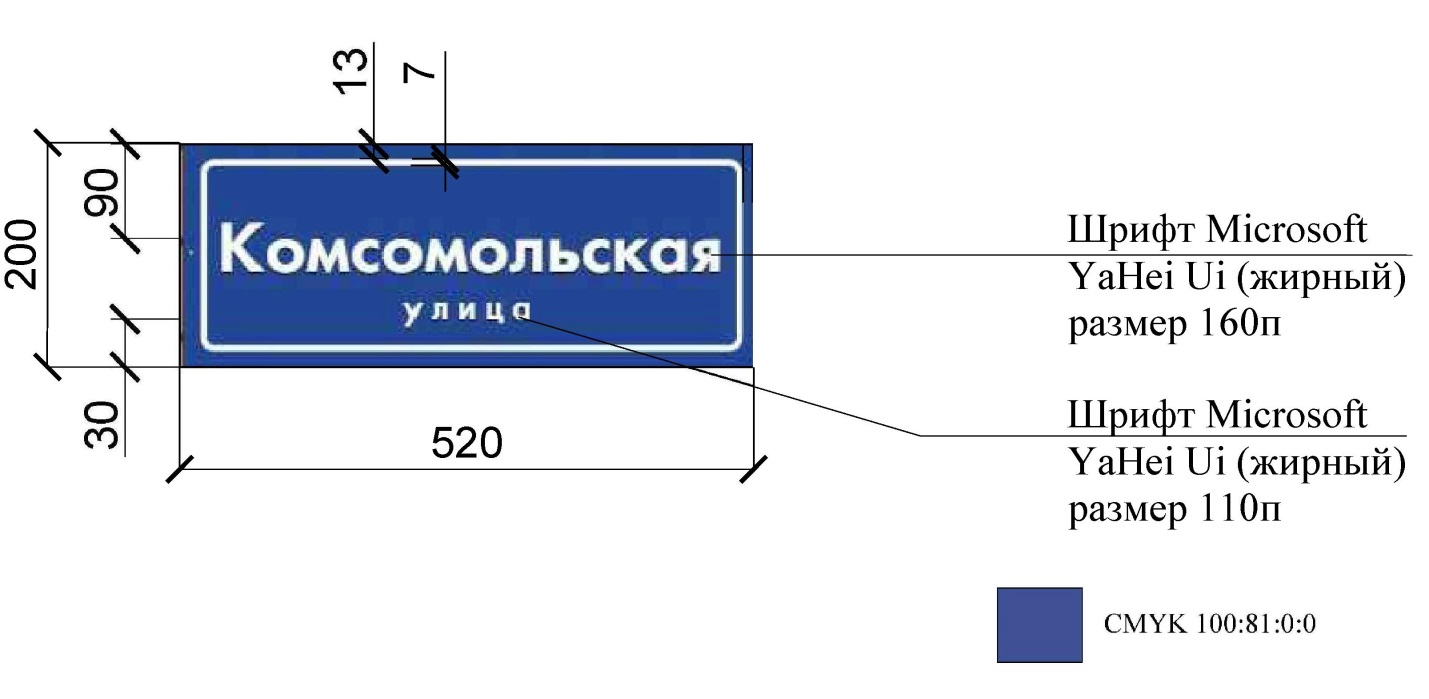 13
7
90
200
30
520
Комсомольская
улица
Шрифт Microsoft
YaHei Ui (жирный)
размер 160п
Шрифт Microsoft
YaHei Ui (жирный)
размер 110п
CMYK 100:81:0:0